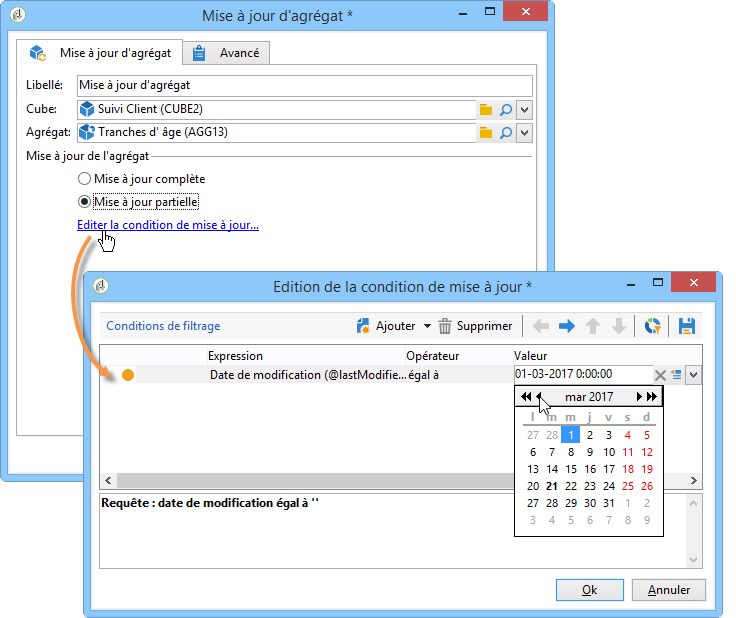 Mise à jour d'agrégat *
Mise à jour d'agrégat
Avancé
Libellé: Mise à jour d'agrégat
Cube: Suivi Client (CUBE2)
Agrégat: Tranches d' âge (AGG13)
Mise à jour de l'agrégat
Mise à jour complète
Mise à jour partielle
Editer la condition de mise à jour...
Edition de la condition de mise à jour *
Conditions de filtrage Ajouter Supprimer
Expression Opérateur Valeur
Date de modification (@lastModifie... égal à 01-03-2017 0:00:00
mar 2017
l m m j v s d
27 28 1 2 3 4 5
6 7 8 9 10 11 12
13 14 15 16 17 18 19
20 21 22 23 24 25 26
27 28 29 30 31 1 2
3 4 5 6 7 8 9
Requête : date de modification égal à ''
Ok Annuler